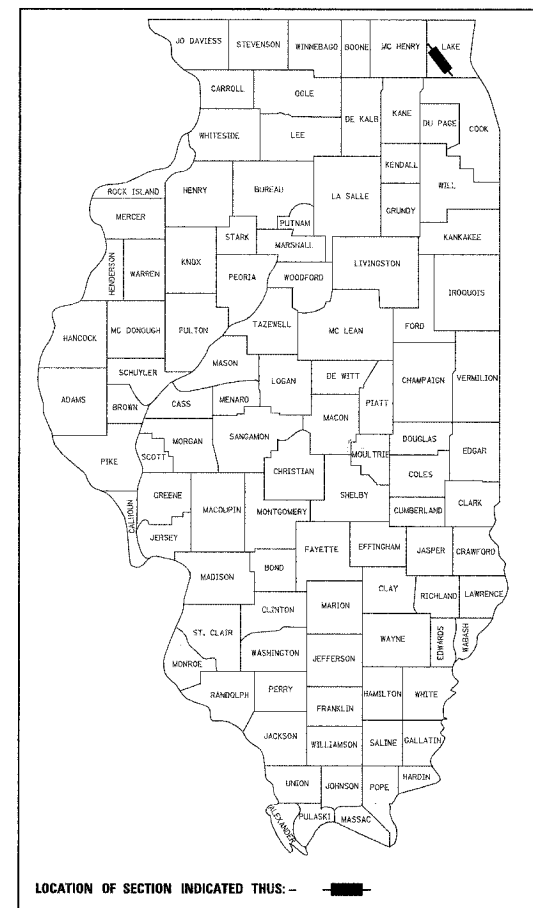 JO DAVIESS STEVENSON WINNEBAGO BOONE MC HENRY LAKE
CARROLL OGLE DE KALB KANE DU PAGE COOK
WHITESIDE LEE
KENDALL WILL
ROCK ISLAND HENRY BUREAU LA SALLE GRUNDY
MERCER PUTNAM KANKAKEE
STARK MARSHALL
HENDERSON WARREN KNOX PEORIA WOODFORD LIVINGSTON IROQUOIS
HANCOCK MC DONOUGH FULTON TAZEWELL MC LEAN FORD
MASON
SCHUYLER LOGAN DE WITT CHAMPAIGN VERMILION
ADAMS BROWN CASS MENARD MACON PIATT
MORGAN SANGAMON DOUGLAS EDGAR
PIKE SCOTT CHRISTIAN MOULTRIE COLES
SHELBY
GREENE CLARK
CALHOUN MACOUPIN MONTGOMERY CUMBERLAND
JERSEY FAYETTE EFFINGHAM JASPER CRAWFORD
MADISON BOND
CLAY RICHLAND LAWRENCE
CLINTON MARION
ST. CLAIR WAYNE EDWARDS WABASH
WASHINGTON JEFFERSON
MONROE
RANDOLPH PERRY HAMILTON WHITE
FRANKLIN
JACKSON WILLIAMSON SALINE GALLATIN
HARDIN
UNION JOHNSON POPE
ALEXANDER PULASKI MASSAC
LOCATION OF SECTION INDICATED THUS: -